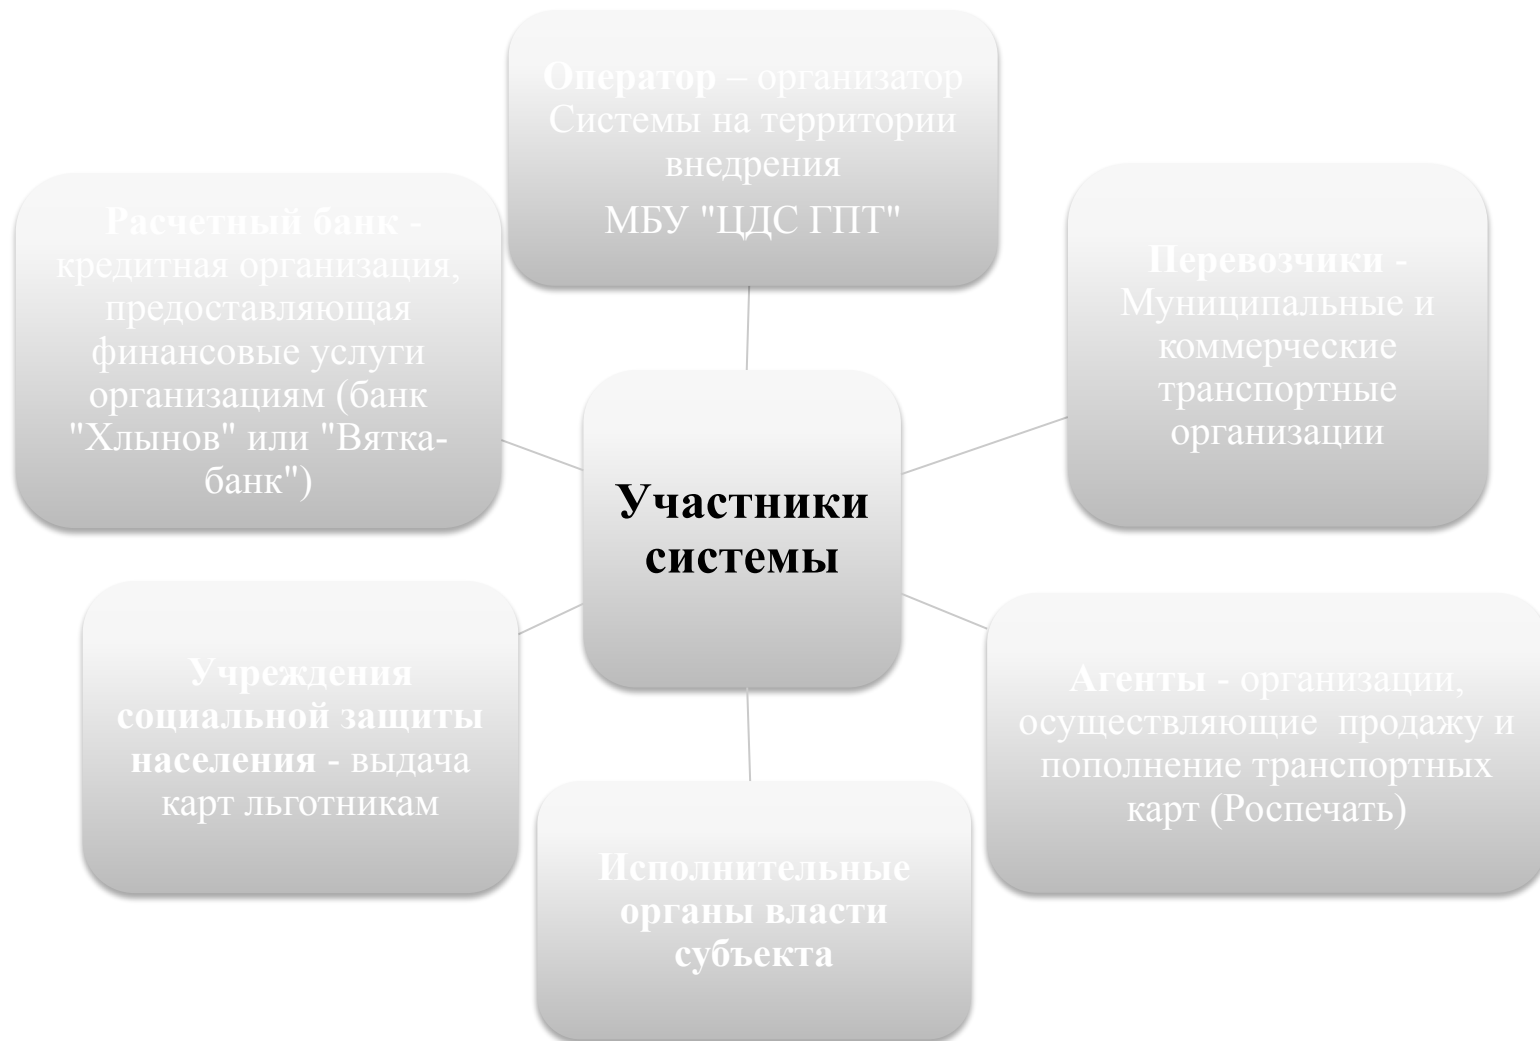 Оператор – организатор
Системы на территории
внедрения
МБУ "ЦДС ГПТ"
Расчетный банк -
кредитная организация,
предоставляющая
финансовые услуги
организациям (банк
"Хлынов" или "Вятка-
банк")
Перевозчики -
Муниципальные и
коммерческие
транспортные
организации
Участники
системы
Учреждения
социальной защиты
населения - выдача
карт льготникам
Агенты - организации,
осуществляющие  продажу и
пополнение транспортных
карт (Роспечать)
Исполнительные
органы власти
субъекта